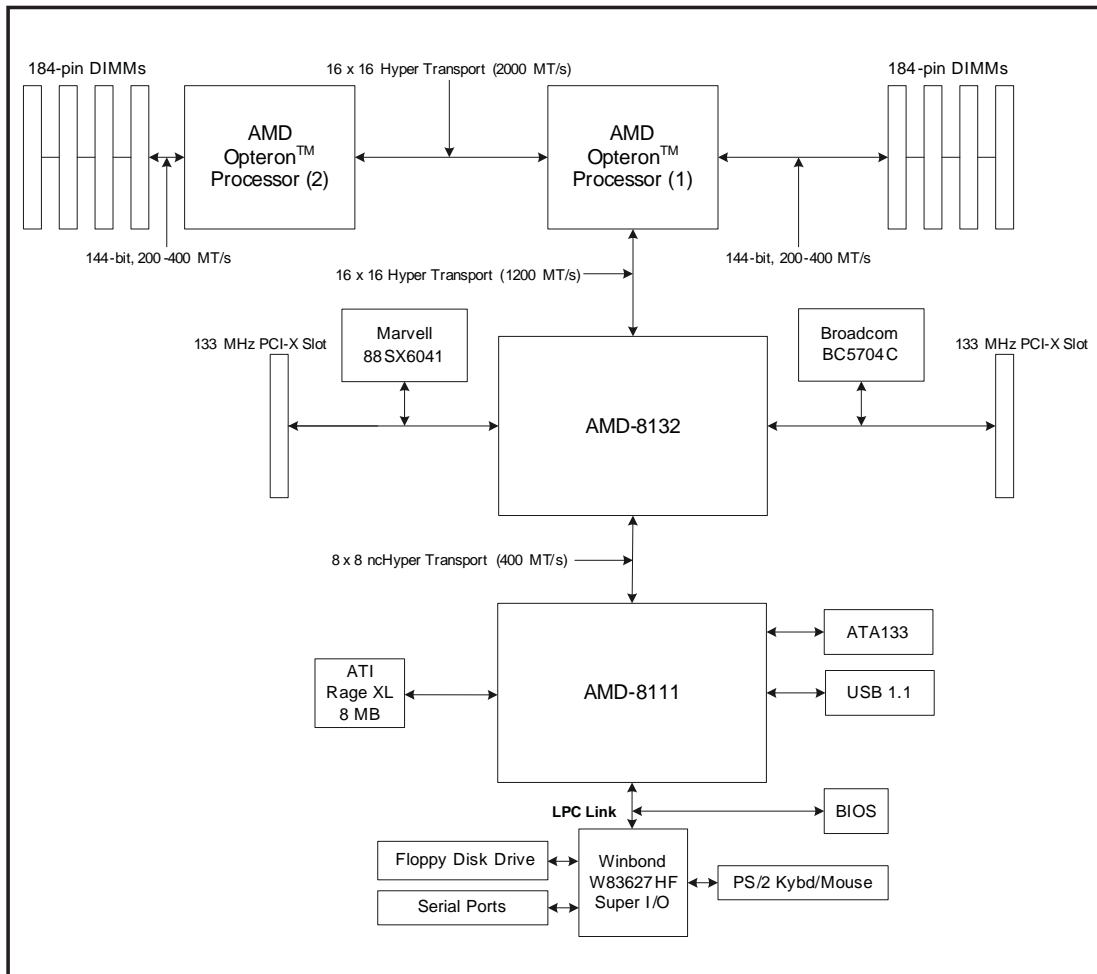 184-pin DIMMs
16 x 16 Hyper Transport (2000 MT/s)
184-pin DIMMs
AMD
Opteron™
Processor (2)
AMD
Opteron™
Processor (1)
144-bit, 200-400 MT/s
144-bit, 200-400 MT/s
16 x 16 Hyper Transport (1200 MT/s)
133 MHz PCI-X Slot
Marvell
88SX6041
Broadcom
BC5704C
133 MHz PCI-X Slot
AMD-8132
8 x 8 ncHyper Transport (400 MT/s)
ATI
Rage XL
8 MB
AMD-8111
ATA133
USB 1.1
LPC Link
BIOS
Floppy Disk Drive
Serial Ports
Winbond
W83627HF
Super I/O
PS/2 Kybd/Mouse